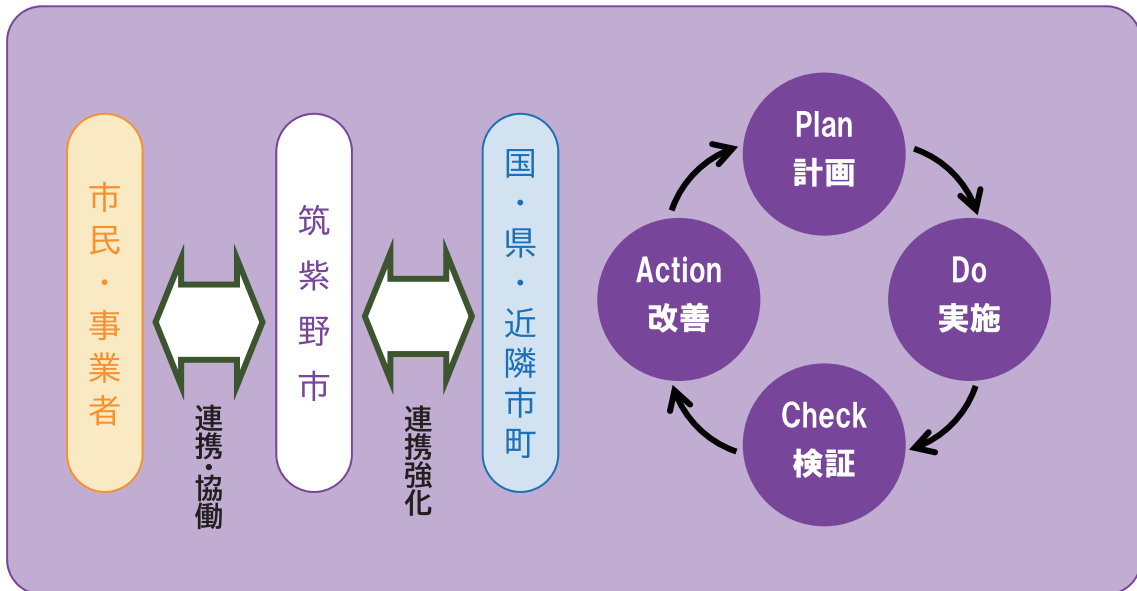 市民・事業者
連携・協働
筑紫野市
連携強化
国・県・近隣市町
Plan
計画
Do
実施
Check
検証
Action
改善